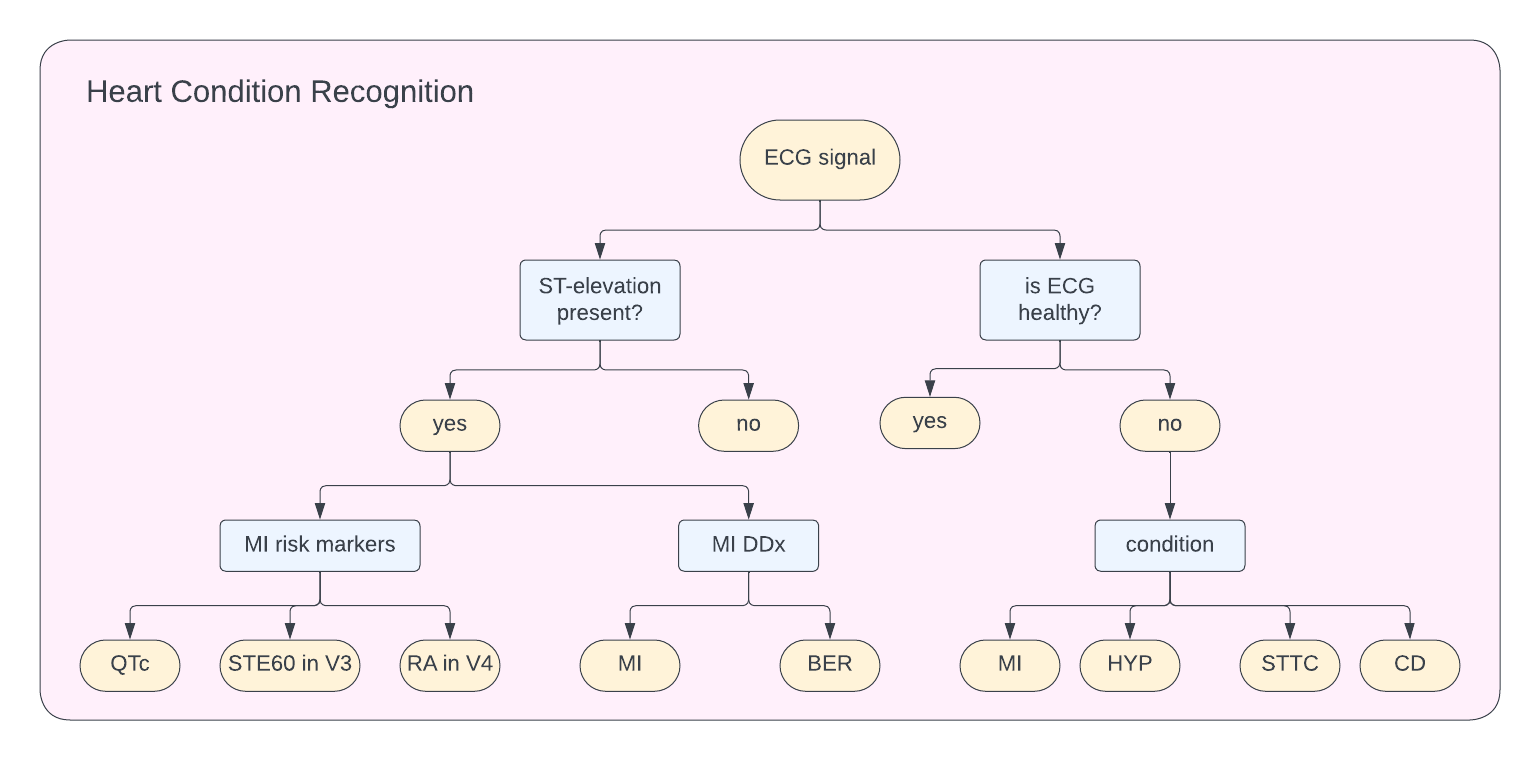 Heart Condition Recognition
ECG signal
ST-elevation
present?
is ECG
healthy?
yes
no
yes
no
MI risk markers
MI DDx
condition
QTc
STE60 in V3
RA in V4
MI
BER
MI
HYP
STTC
CD